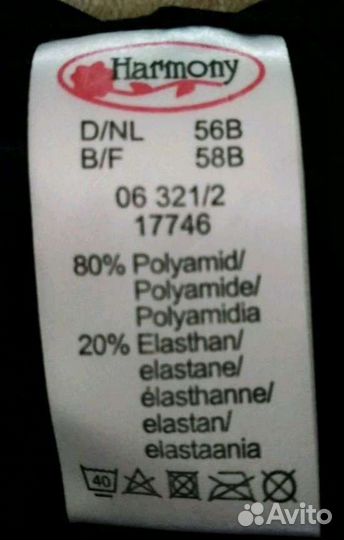 Harmony
D/NL 56B
B/F 58B
06 321/2
17746
80% Polyamid/
Polyamide/
Polyamidia
20% Elasthan/
elastane/
élasthanne/
elastan/
elastaania
40
Avito